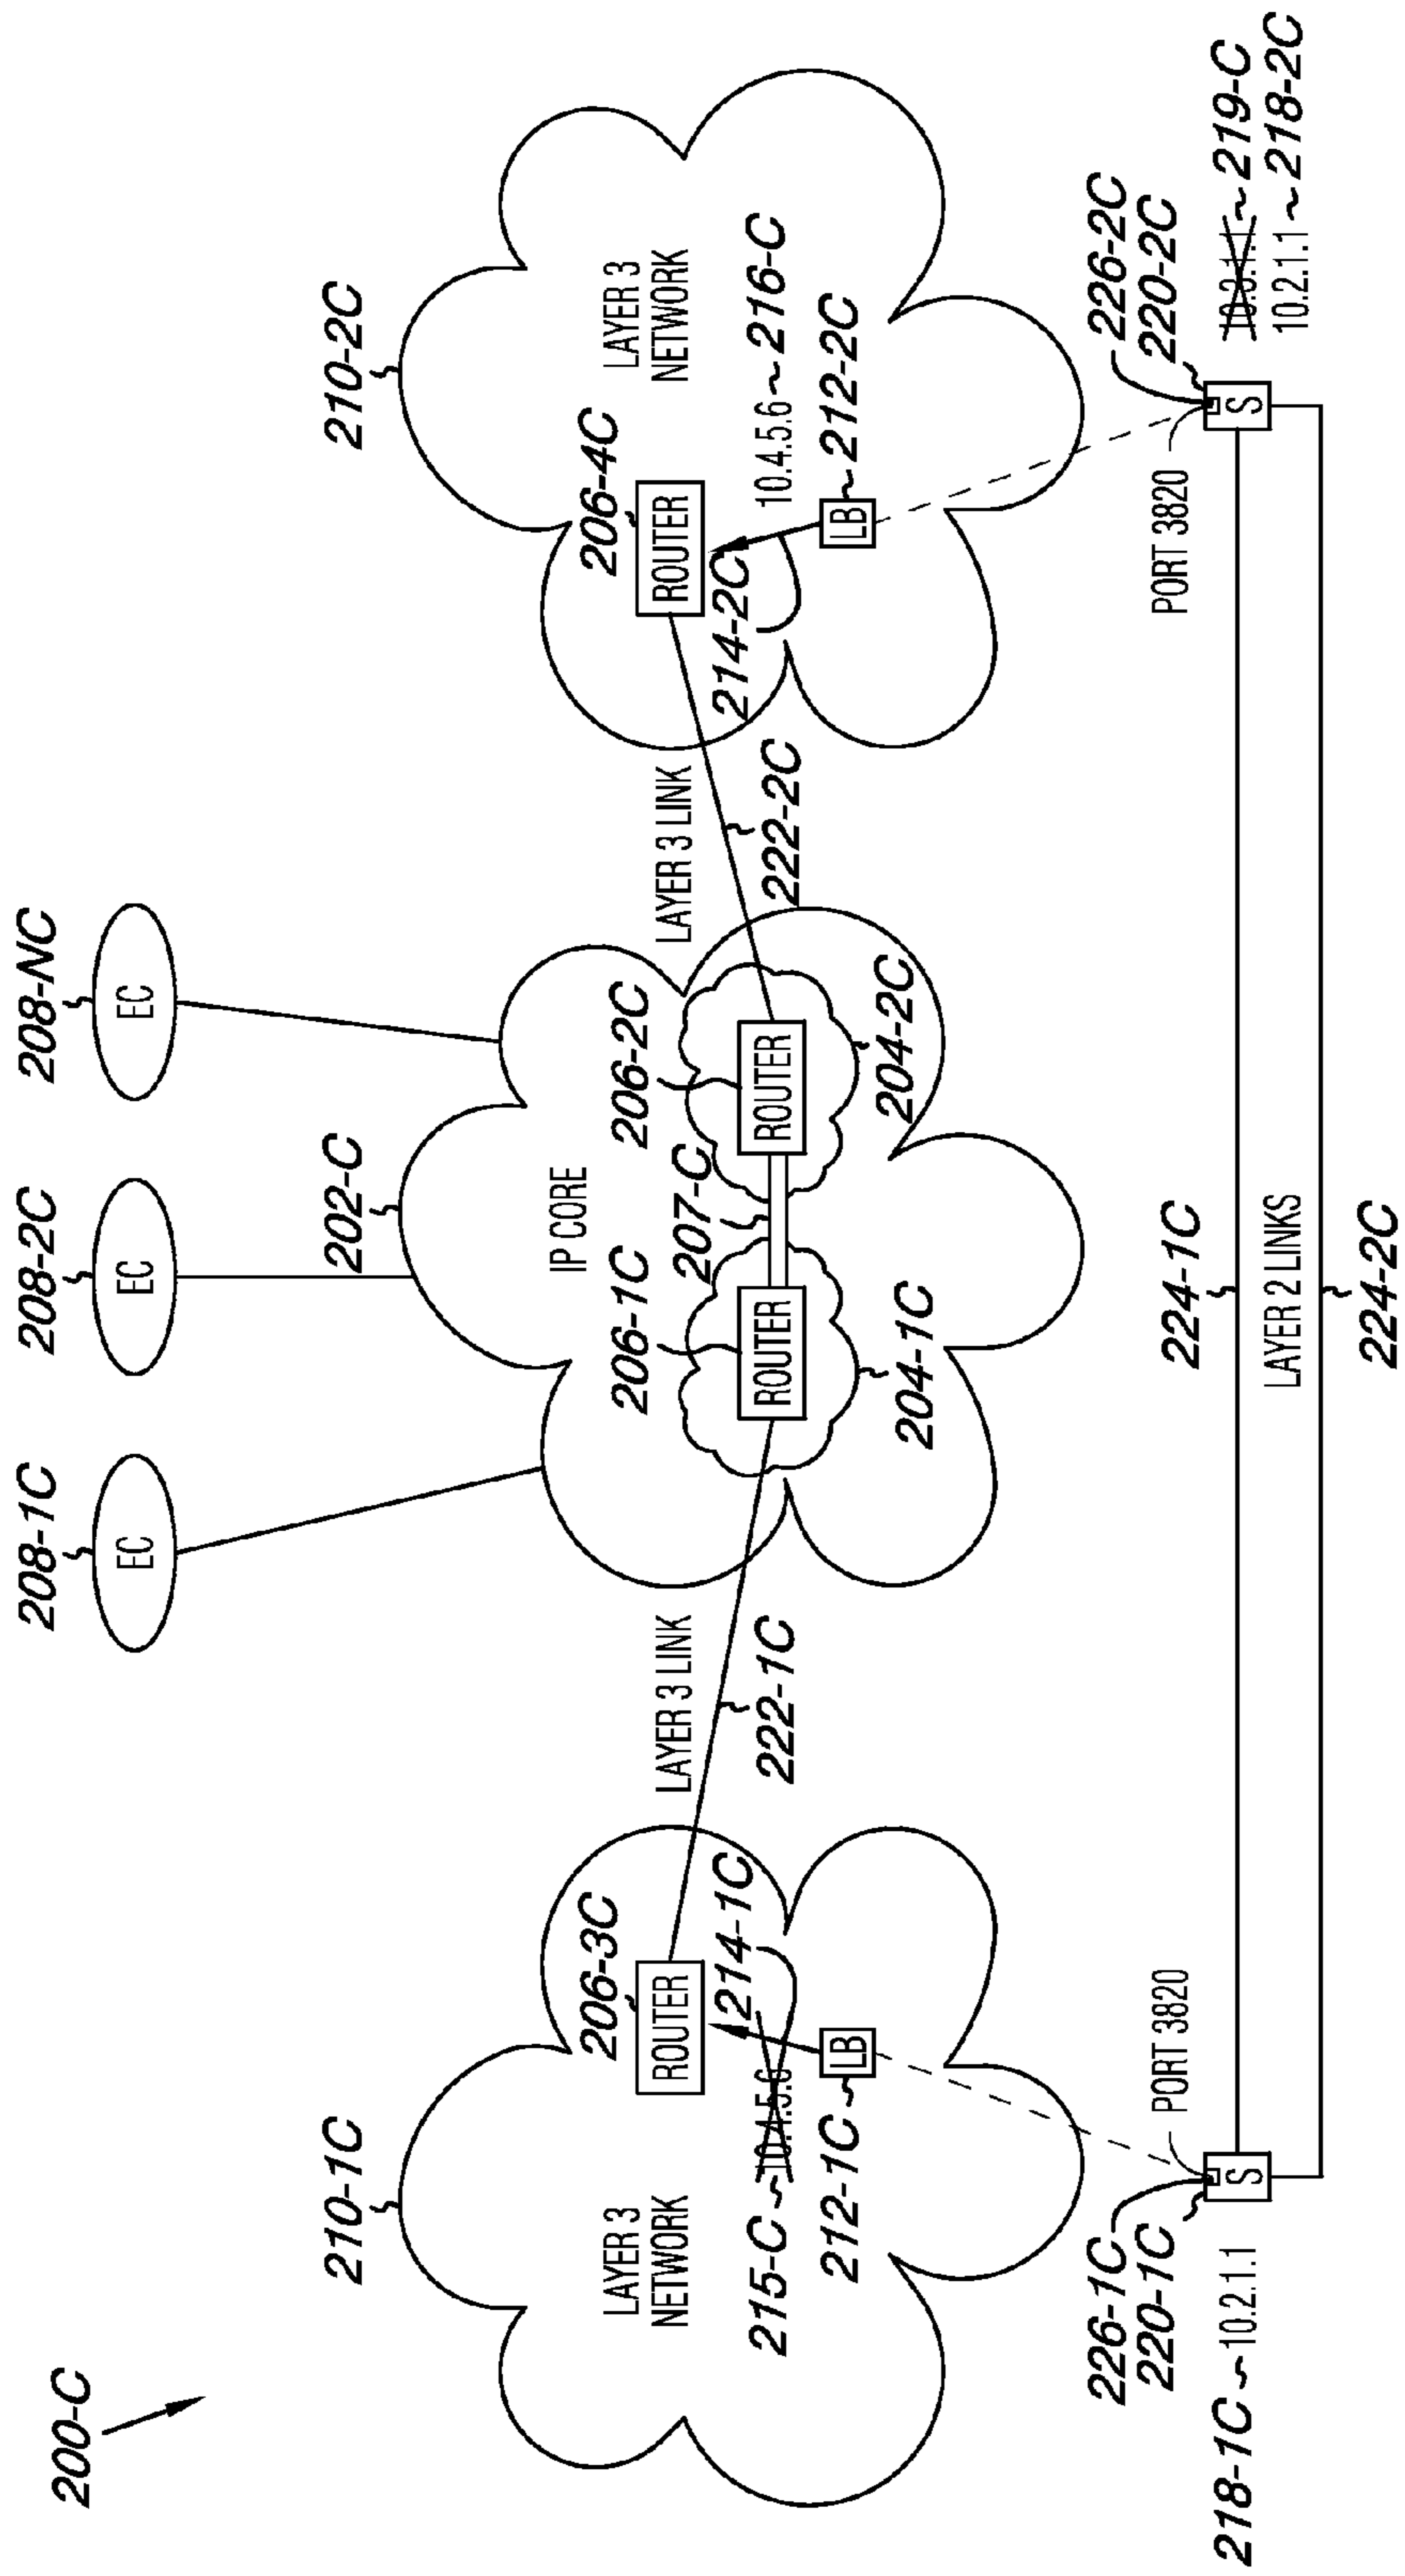 200-C
208-1C
208-2C
208-NC
EC
EC
EC
210-1C
202-C
210-2C
LAYER 3
NETWORK
IP CORE
LAYER 3
NETWORK
206-3C
ROUTER
206-1C
207-C
206-2C
206-4C
ROUTER
LAYER 3 LINK
LAYER 3 LINK
214-1C
214-2C
222-1C
ROUTER
ROUTER
222-2C
215-C
10.4.5.6
10.4.5.6
216-C
212-1C
LB
204-1C
204-2C
LB
212-2C
226-1C
220-1C
PORT 3820
PORT 3820
226-2C
220-2C
218-1C
10.2.1.1
S
224-1C
S
10.3.1.1
219-C
LAYER 2 LINKS
10.2.1.1
218-2C
224-2C